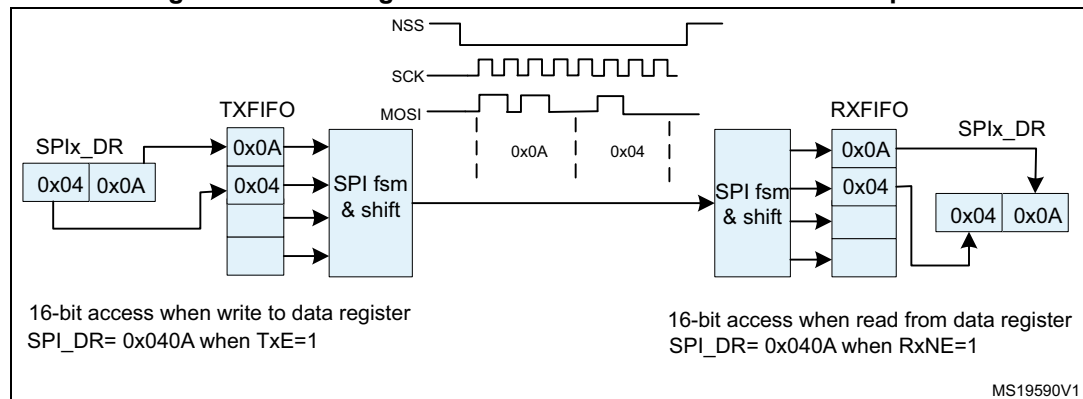 NSS
SCK
MOSI
TXFIFO
RXFIFO
SPIx_DR
SPIx_DR
0x0A
0x0A
0x04
0x0A
0x04 0x0A
0x04
SPI fsm
& shift
SPI fsm
& shift
0x04
0x04 0x0A
16-bit access when write to data register
SPI_DR= 0x040A when TxE=1
16-bit access when read from data register
SPI_DR= 0x040A when RxNE=1
MS19590V1